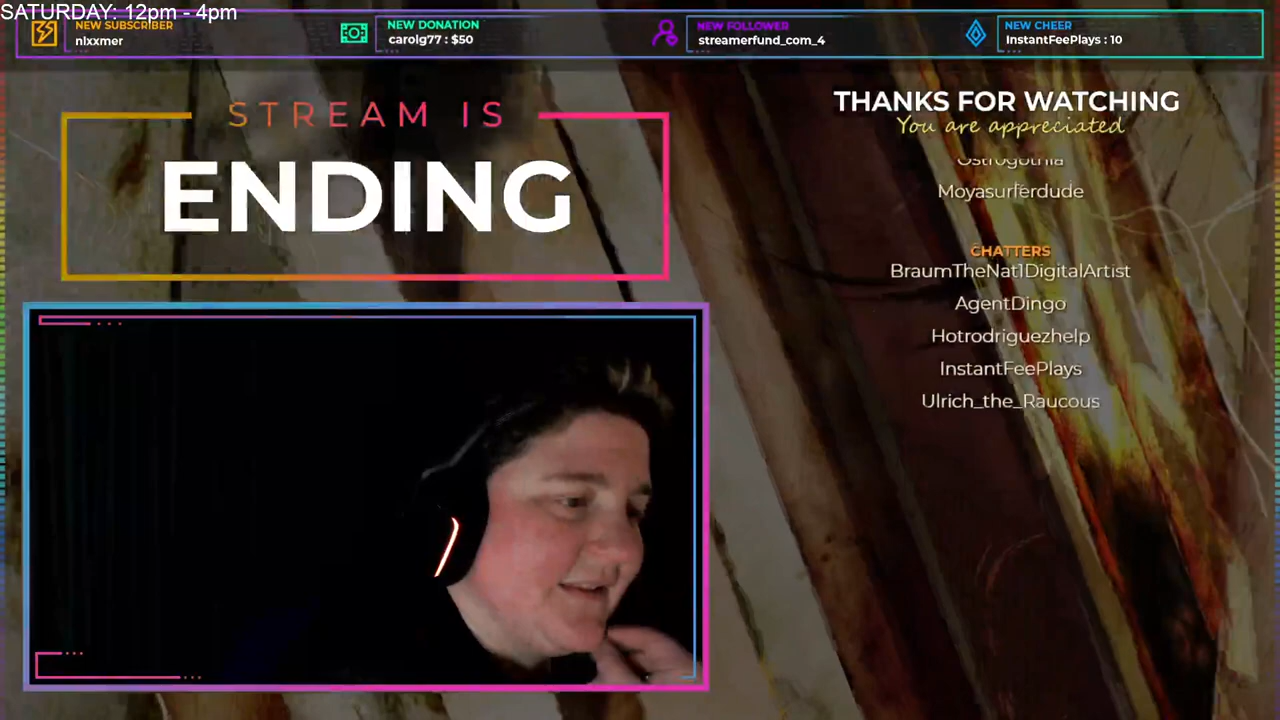 SATURDAY: 12pm - 4pm
NEW SUBSCRIBER
nlxxmer
NEW DONATION
carolg77 : $50
NEW FOLLOWER
streamerfund_com_4
NEW CHEER
InstantFeePlays : 10
STREAM IS
ENDING
THANKS FOR WATCHING
You are appreciated
Ostrogothia
Moyasurferdude
CHATTERS
BraumTheNat1DigitalArtist
AgentDingo
Hotrodriguezhelp
InstantFeePlays
Ulrich_the_Raucous